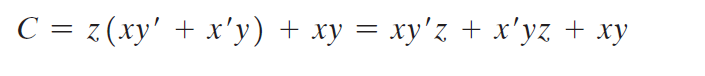 C = z(xy' + x'y) + xy = xy'z + x'yz + xy